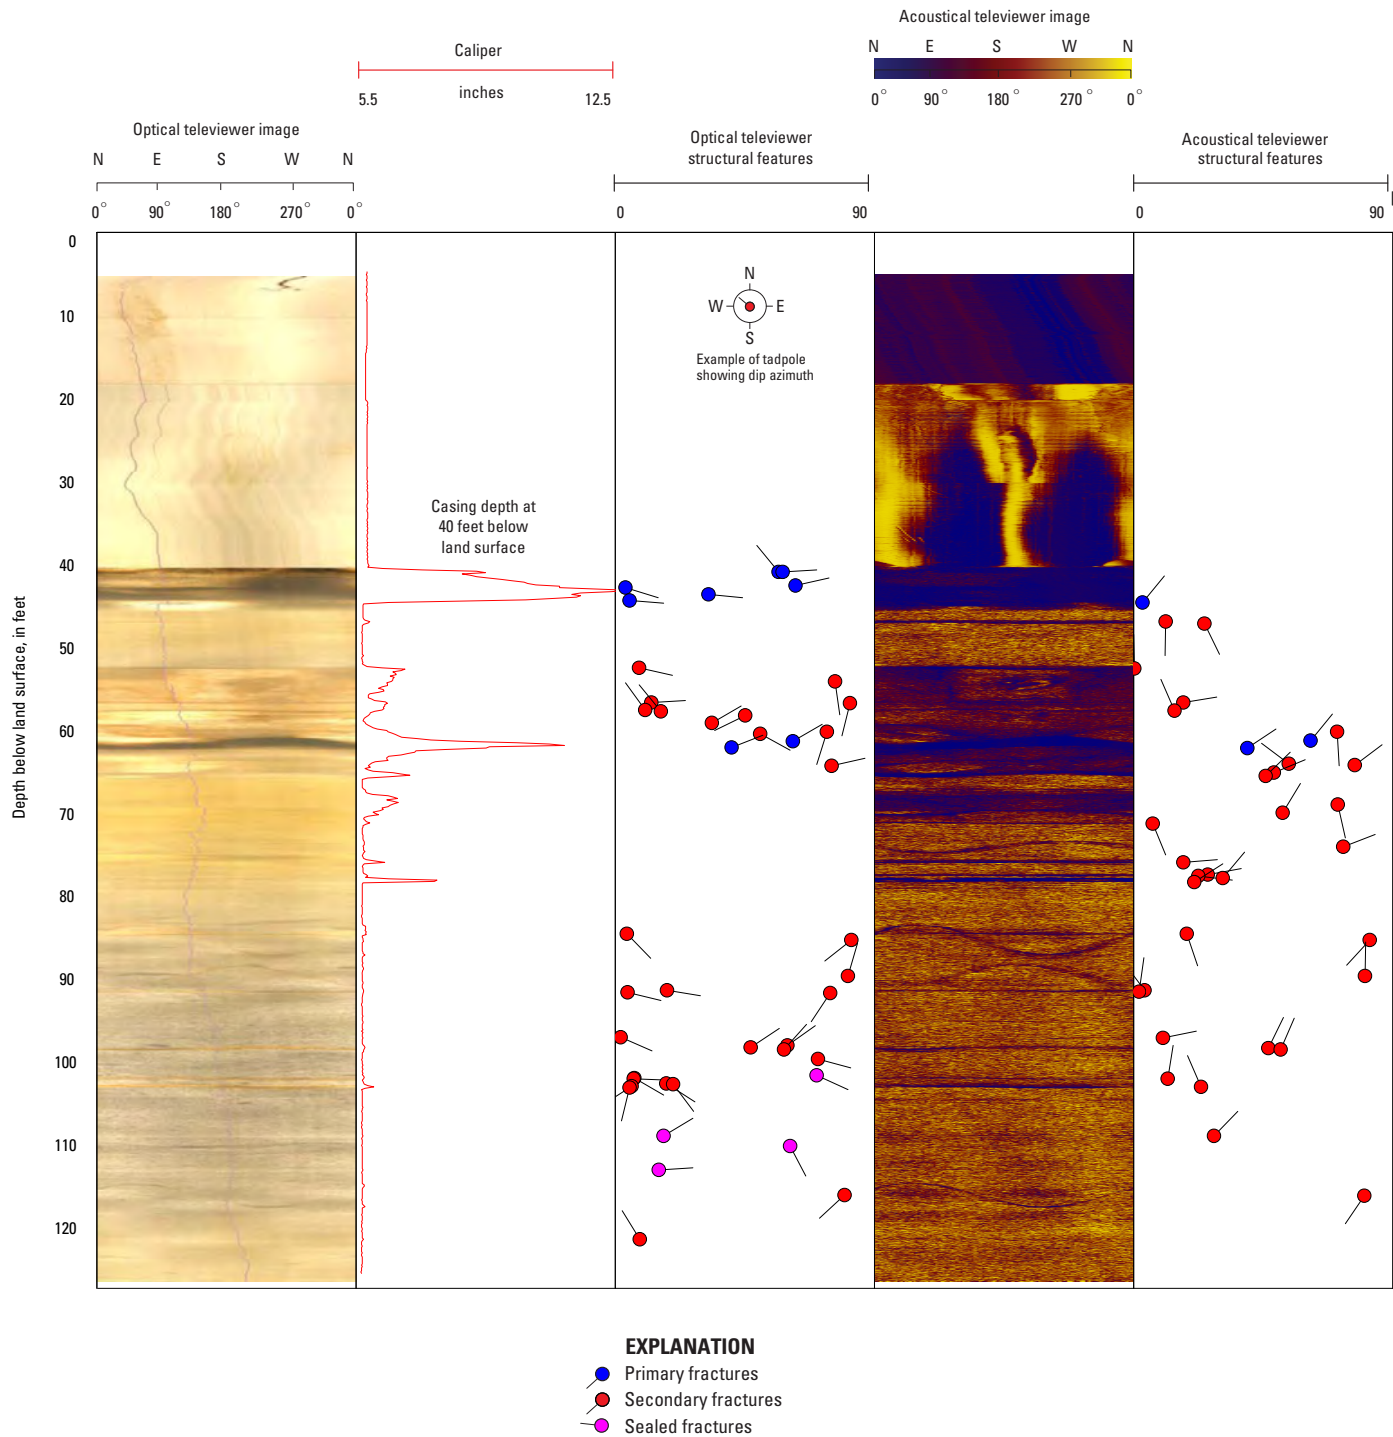 Acoustical televiewer image
N E S W N
0° 90° 180° 270° 0°
Caliper
inches
5.5 12.5
Optical televiewer image
N E S W N
0° 90° 180° 270° 0°
Optical televiewer
structural features
0 90
Acoustical televiewer
structural features
0 90
Depth below land surface, in feet
0
10
20
30
40
50
60
70
80
90
100
110
120
N
W E
S
Example of tadpole
showing dip azimuth
Casing depth at
40 feet below
land surface
EXPLANATION
Primary fractures
Secondary fractures
Sealed fractures